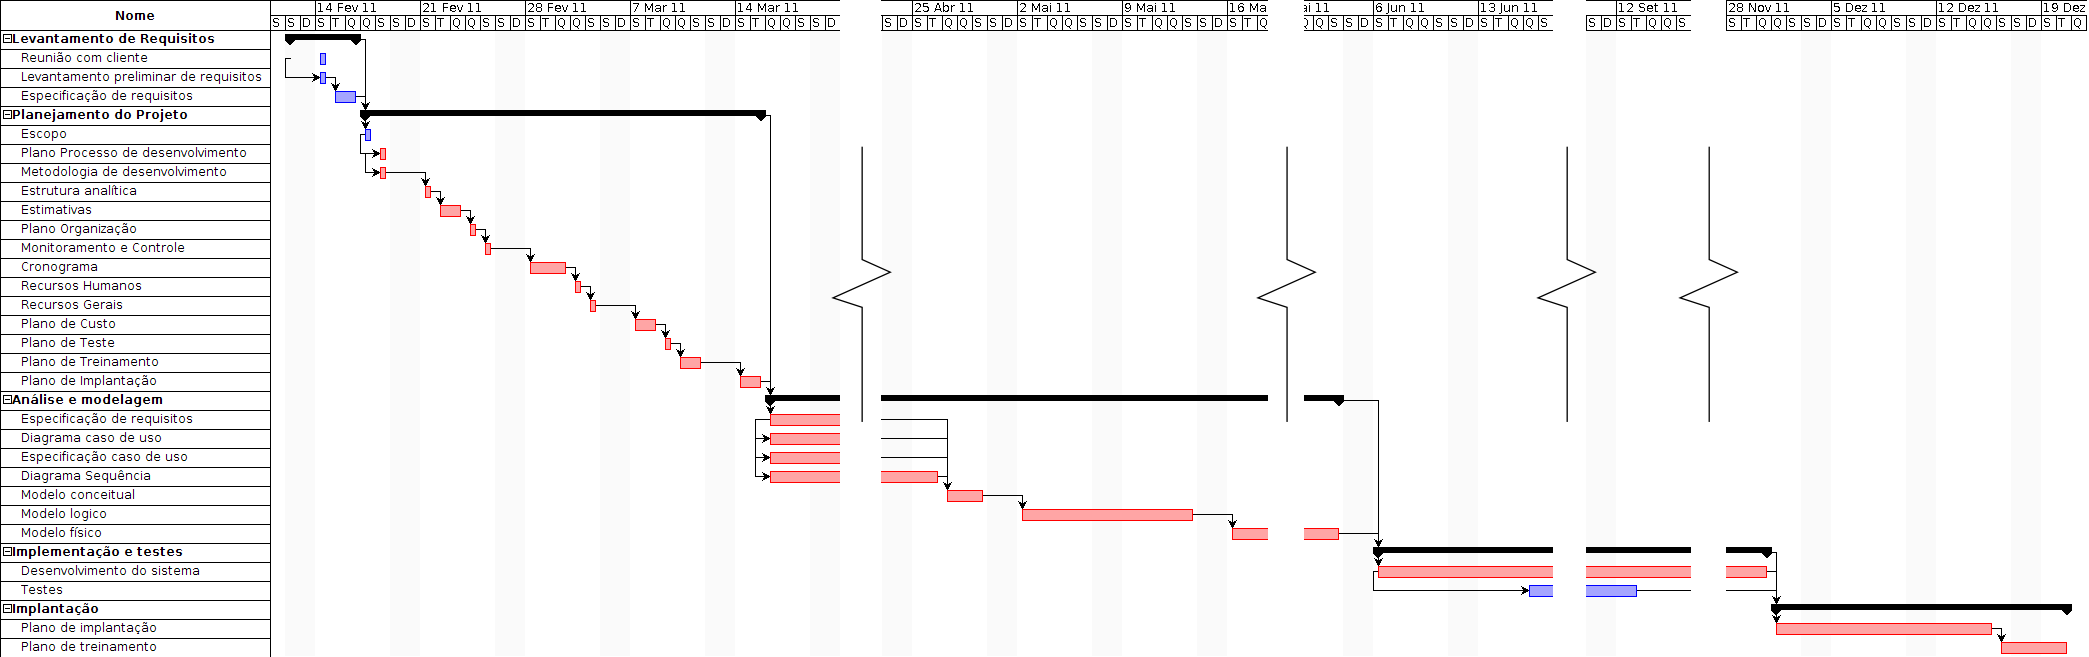 Nome
14 Fev 11 21 Fev 11 28 Fev 11 7 Mar 11 14 Mar 11 25 Abr 11 2 Mai 11 9 Mai 11 16 Ma ai 11 6 Jun 11 13 Jun 11 12 Set 11 28 Nov 11 5 Dez 11 12 Dez 11 19 Dez
S S D S T Q Q S S D S T Q Q S S D S T Q Q S S D S T Q Q S S D S T Q Q S S D S D S T Q Q S S D S T Q Q S S D S T Q Q S S D S T Q Q Q S S D S T Q Q S S D S T Q Q S S D S T Q Q S S T Q Q S S D S T Q Q S S D S T Q Q S S D S T Q
Levantamento de Requisitos
Reunião com cliente
Levantamento preliminar de requisitos
Especificação de requisitos
Planejamento do Projeto
Escopo
Plano Processo de desenvolvimento
Metodologia de desenvolvimento
Estrutura analítica
Estimativas
Plano Organização
Monitoramento e Controle
Cronograma
Recursos Humanos
Recursos Gerais
Plano de Custo
Plano de Teste
Plano de Treinamento
Plano de Implantação
Análise e modelagem
Especificação de requisitos
Diagrama caso de uso
Especificação caso de uso
Diagrama Sequência
Modelo conceitual
Modelo logico
Modelo físico
Implementação e testes
Desenvolvimento do sistema
Testes
Implantação
Plano de implantação
Plano de treinamento